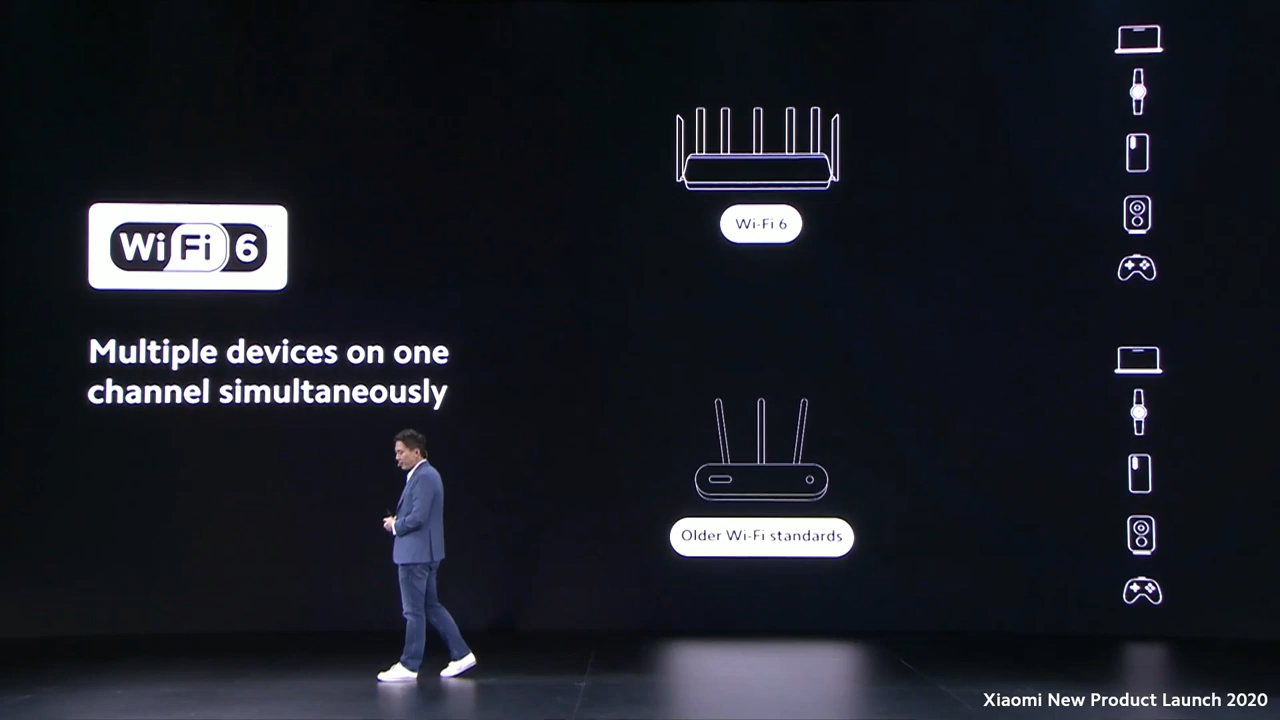 WiFi 6
Multiple devices on one
channel simultaneously
Wi-Fi 6
Older Wi-Fi standards
Xiaomi New Product Launch 2020